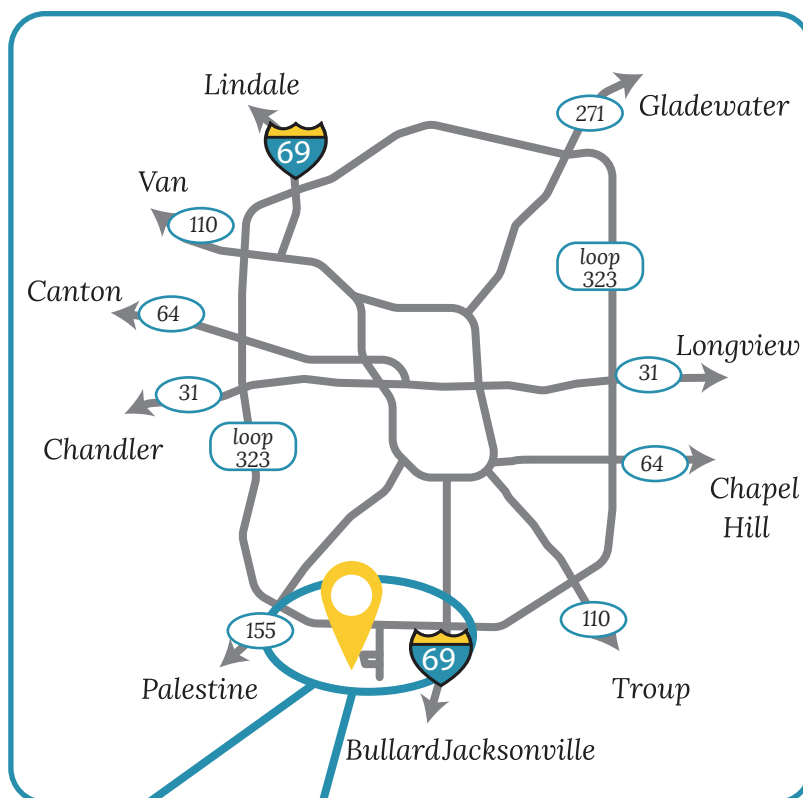 Lindale
271
Gladewater
69
Van
110
loop
323
Canton
64
Longview
31
31
Chandler
loop
323
64
Chapel
Hill
110
155
69
Palestine
Troup
BullardJacksonville